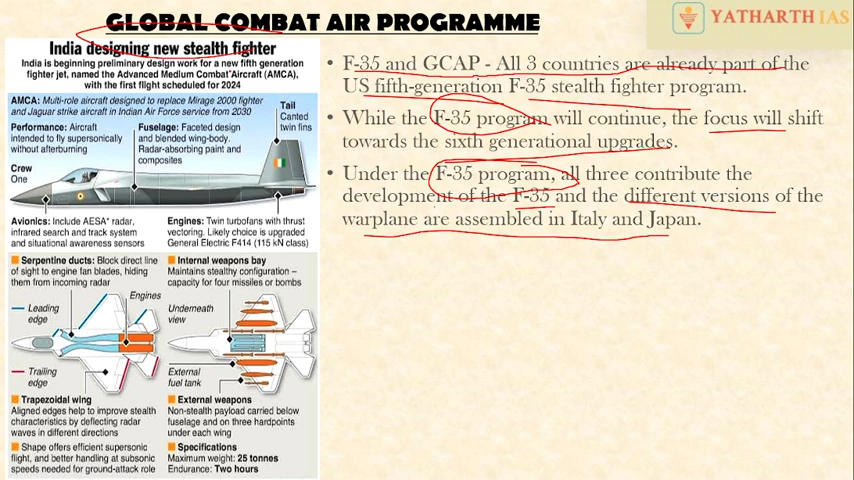 GLOBAL COMBAT AIR PROGRAMME
YATHARTH IAS
India designing new stealth fighter
India is beginning preliminary design work for a new fifth generation
fighter jet, named the Advanced Medium Combat Aircraft (AMCA),
with the first flight scheduled for 2024
AMCA: Multi-role aircraft designed to replace Mirage 2000 fighter
and Jaguar strike aircraft in Indian Air Force service from 2030
Tail
Canted
twin fins
Performance: Aircraft
intended to fly supersonically
without afterburning
Fuselage: Faceted design
and blended wing-body.
Radar-absorbing paint and
composites
Crew
One
Avionics: Include AESA* radar,
infrared search and track system
and situational awareness sensors
Engines: Twin turbofans with thrust
vectoring. Likely choice is upgraded
General Electric F414 (115 kN class)
Serpentine ducts: Block direct line
of sight to engine fan blades, hiding
them from incoming radar
Internal weapons bay
Maintains stealthy configuration –
capacity for four missiles or bombs
Engines
Leading
edge
Underneath
view
Trailing
edge
External
fuel tank
Trapezoidal wing
Aligned edges help to improve stealth
characteristics by deflecting radar
waves in different directions
External weapons
Non-stealth payload carried below
fuselage and on three hardpoints
under each wing
Shape offers efficient supersonic
flight, and better handling at subsonic
speeds needed for ground-attack role
Specifications
Maximum weight: 25 tonnes
Endurance: Two hours
• F-35 and GCAP - All 3 countries are already part of the
US fifth-generation F-35 stealth fighter program.
• While the F-35 program will continue, the focus will shift
towards the sixth generational upgrades.
• Under the F-35 program, all three contribute the
development of the F-35 and the different versions of the
warplane are assembled in Italy and Japan.